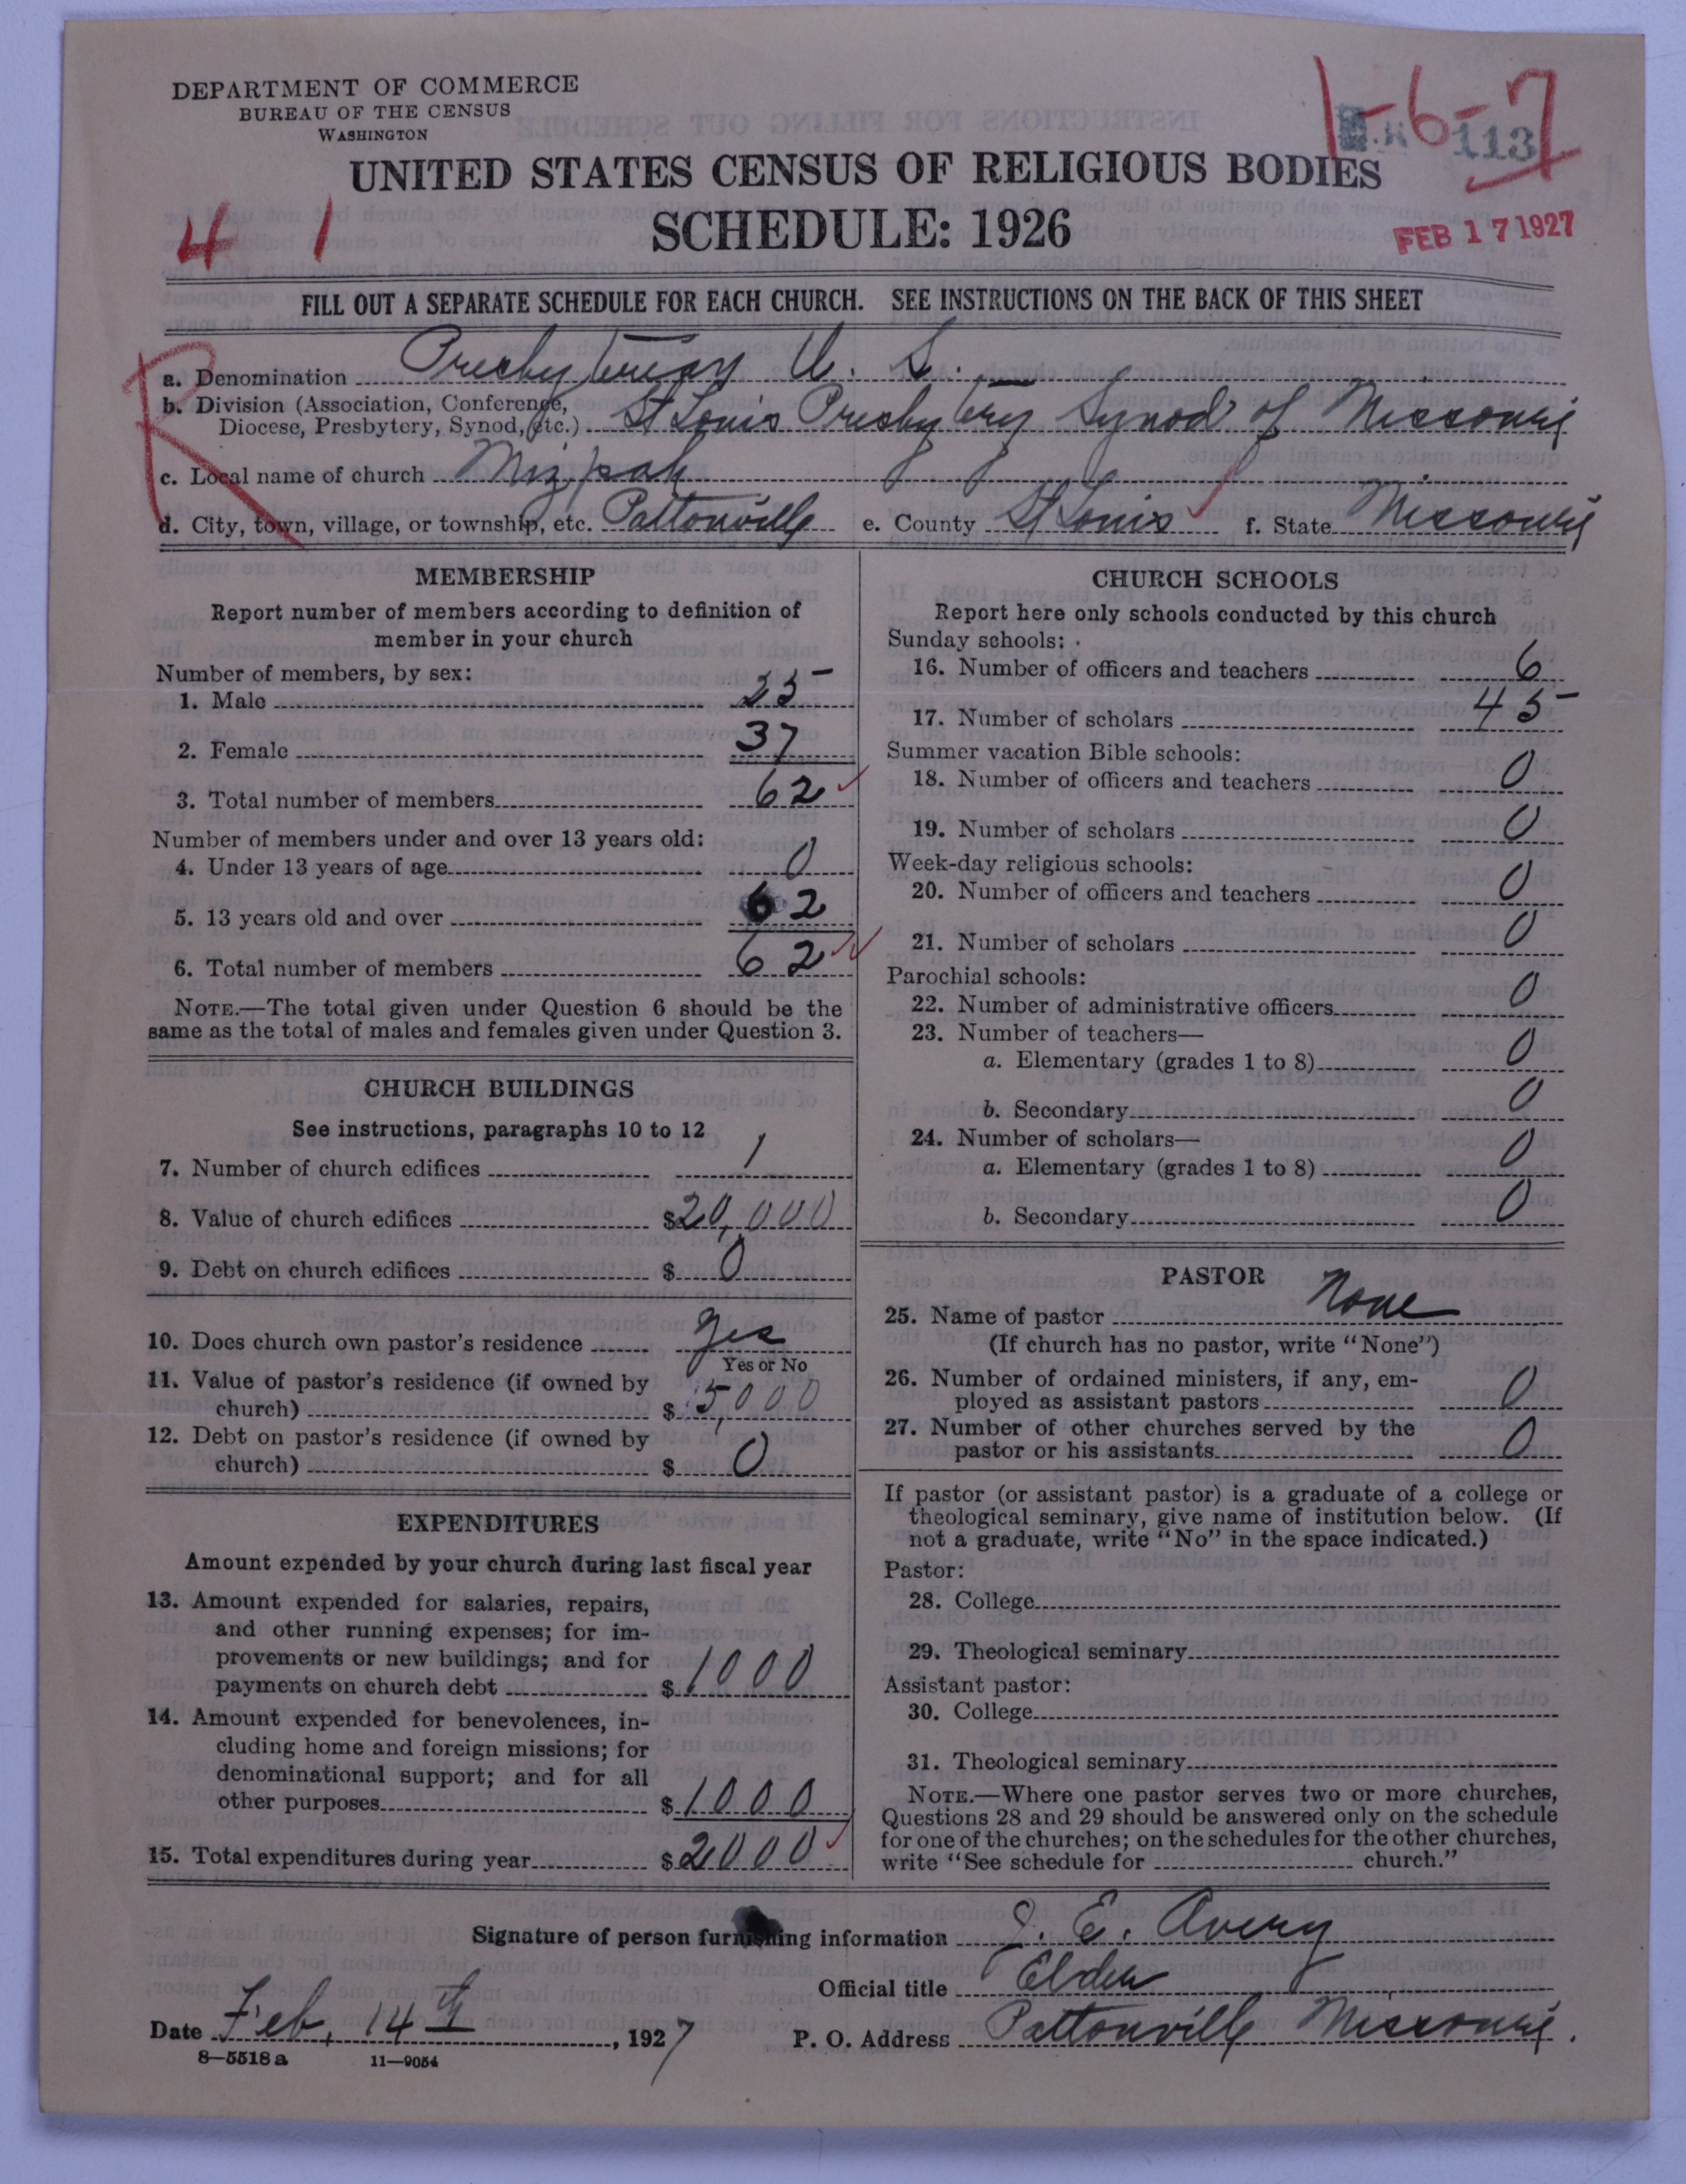 DEPARTMENT OF COMMERCE
BUREAU OF THE CENSUS
WASHINGTON
1-6-7
113
UNITED STATES CENSUS OF RELIGIOUS BODIES
4 1
SCHEDULE: 1926
FEB 17 1927
FILL OUT A SEPARATE SCHEDULE FOR EACH CHURCH. SEE INSTRUCTIONS ON THE BACK OF THIS SHEET
R
a. Denomination Presbyterian U. S.
b. Division (Association, Conference,
Diocese, Presbytery, Synod, etc.) St Louis Presbytery Synod of Missouri
c. Local name of church Mizpah
d. City, town, village, or township, etc. Pattonville e. County St Louis f. State Missouri
MEMBERSHIP
Report number of members according to definition of
member in your church
Number of members, by sex:
1. Male 25
2. Female 37
3. Total number of members 62
Number of members under and over 13 years old:
4. Under 13 years of age 0
5. 13 years old and over 62
6. Total number of members 62
NOTE.—The total given under Question 6 should be the
same as the total of males and females given under Question 3.
CHURCH BUILDINGS
See instructions, paragraphs 10 to 12
7. Number of church edifices 1
8. Value of church edifices $20,000
9. Debt on church edifices $0
10. Does church own pastor's residence Yes
Yes or No
11. Value of pastor's residence (if owned by
church) $5,000
12. Debt on pastor's residence (if owned by
church) $0
EXPENDITURES
Amount expended by your church during last fiscal year
13. Amount expended for salaries, repairs,
and other running expenses; for im-
provements or new buildings; and for
payments on church debt $1000
14. Amount expended for benevolences, in-
cluding home and foreign missions; for
denominational support; and for all
other purposes $1000
15. Total expenditures during year $2000
CHURCH SCHOOLS
Report here only schools conducted by this church
Sunday schools:
16. Number of officers and teachers 6
17. Number of scholars 45
Summer vacation Bible schools:
18. Number of officers and teachers 0
19. Number of scholars 0
Week-day religious schools:
20. Number of officers and teachers 0
21. Number of scholars 0
Parochial schools:
22. Number of administrative officers 0
23. Number of teachers—
a. Elementary (grades 1 to 8) 0
b. Secondary 0
24. Number of scholars—
a. Elementary (grades 1 to 8) 0
b. Secondary 0
PASTOR
25. Name of pastor None
(If church has no pastor, write "None")
26. Number of ordained ministers, if any, em-
ployed as assistant pastors 0
27. Number of other churches served by the
pastor or his assistants 0
If pastor (or assistant pastor) is a graduate of a college or
theological seminary, give name of institution below. (If
not a graduate, write "No" in the space indicated.)
Pastor:
28. College
29. Theological seminary
Assistant pastor:
30. College
31. Theological seminary
NOTE.—Where one pastor serves two or more churches,
Questions 28 and 29 should be answered only on the schedule
for one of the churches; on the schedules for the other churches,
write "See schedule for church."
Signature of person furnishing information J. E. Avery
Official title Elder
Date Feb. 14th, 1927 P. O. Address Pattonville Missouri.
8—5518 a 11—9054